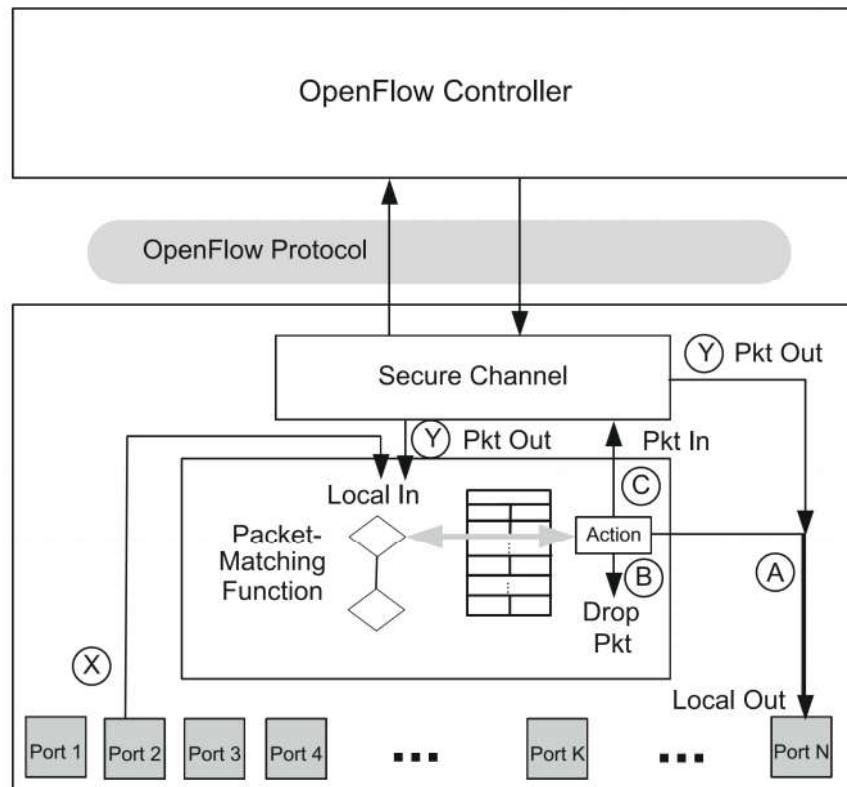 OpenFlow Controller
OpenFlow Protocol
Secure Channel
Y Pkt Out
Y Pkt Out
Pkt In
Local In
C
Packet-
Matching
Function
Action
B
A
Drop
Pkt
X
Local Out
Port 1
Port 2
Port 3
Port 4
...
Port K
...
Port N